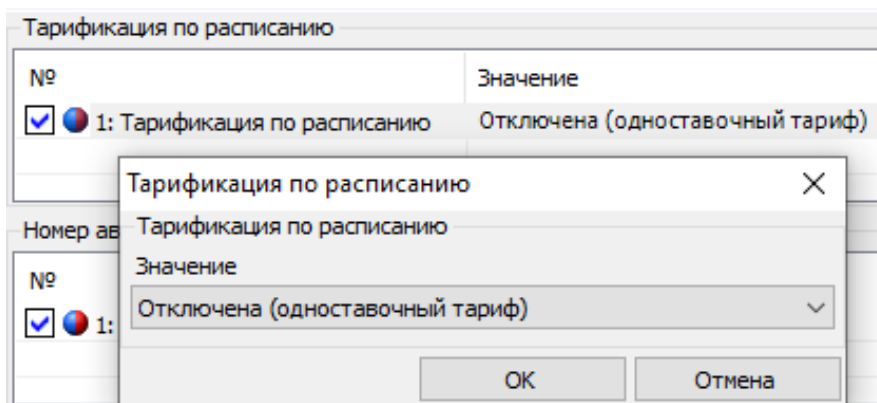 Тарификация по расписанию
№ Значение
1: Тарификация по расписанию Отключена (одноставочный тариф)
Тарификация по расписанию
Номер ав
Тарификация по расписанию
Значение
№
Отключена (одноставочный тариф)
1:
OK Отмена